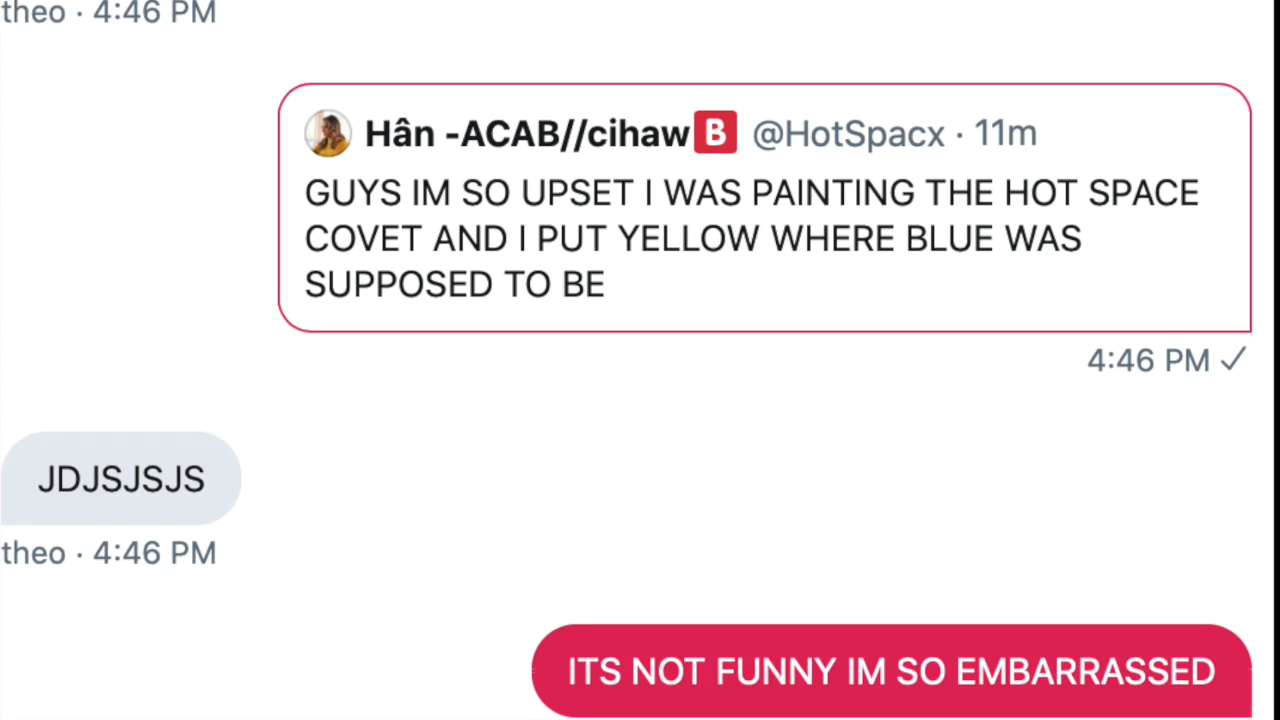 theo · 4:46 PM
Hân -ACAB//cihaw🅱️ @HotSpacx · 11m
GUYS IM SO UPSET I WAS PAINTING THE HOT SPACE
COVET AND I PUT YELLOW WHERE BLUE WAS
SUPPOSED TO BE
4:46 PM ✓
JDJSJSJS
theo · 4:46 PM
ITS NOT FUNNY IM SO EMBARRASSED